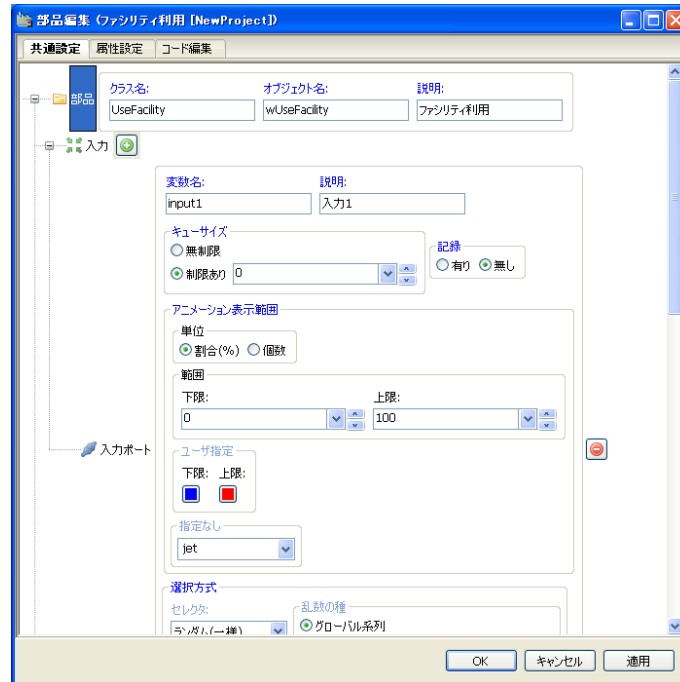 部品編集 (ファシリティ利用 [NewProject])
共通設定 属性設定 コード編集
部品
クラス名: オブジェクト名: 説明:
UseFacility wUseFacility ファシリティ利用
入力
変数名: 説明:
input1 入力1
キューサイズ
無制限
制限あり 0
記録
有り 無し
アニメーション表示範囲
単位
割合(%) 個数
範囲
下限: 上限:
0 100
入力ポート
ユーザ指定
下限: 上限:
指定なし
jet
選択方式
セレクタ: 乱数の種
ランダム(一様) グローバル系列
OK キャンセル 適用